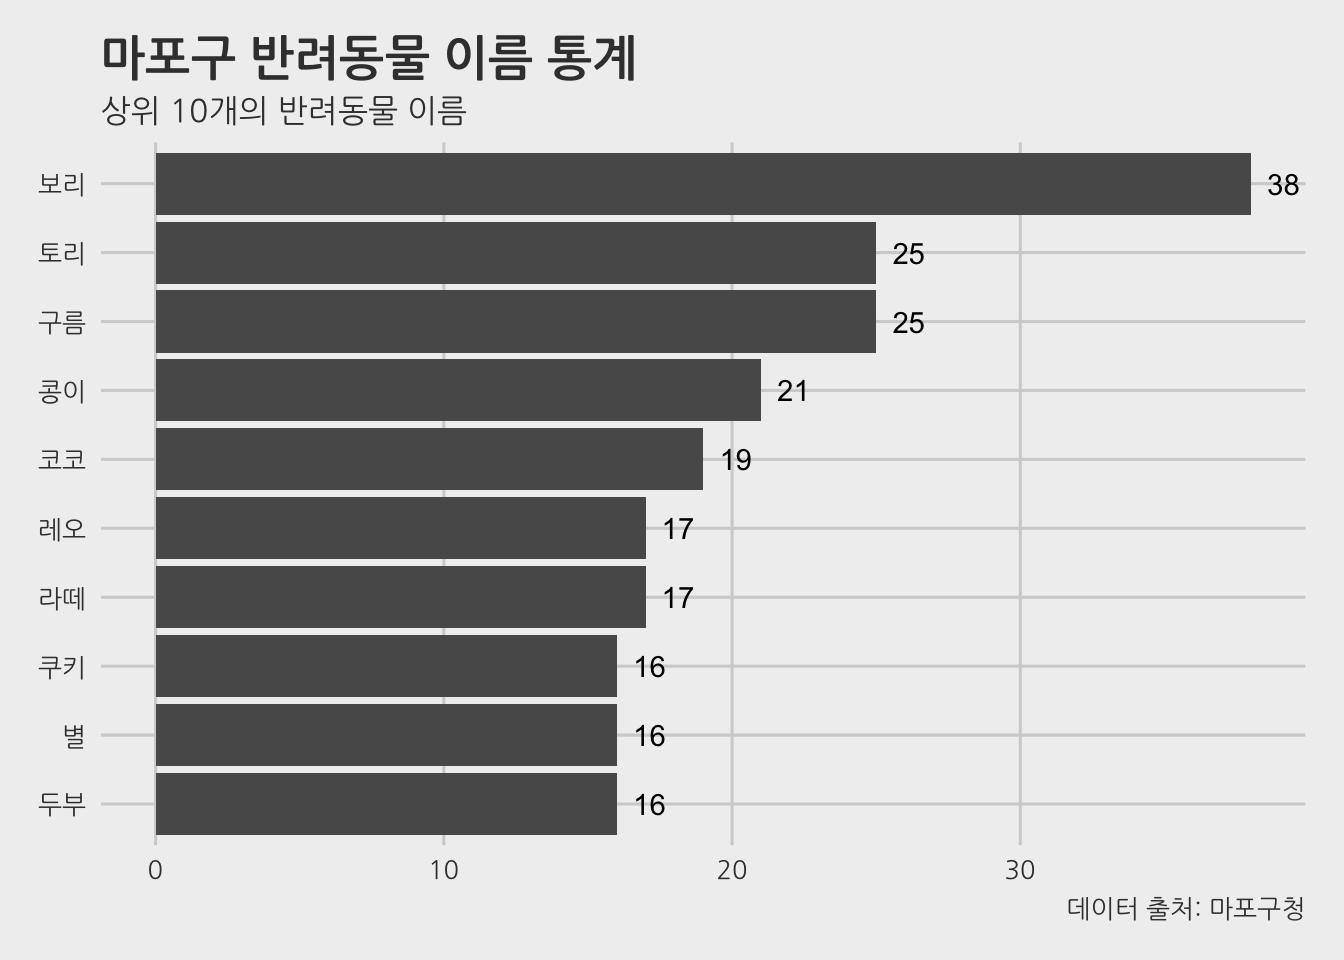 마포구 반려동물 이름 통계
상위 10개의 반려동물 이름
보리 38
토리 25
구름 25
콩이 21
코코 19
레오 17
라떼 17
쿠키 16
별 16
두부 16
0 10 20 30
데이터 출처: 마포구청